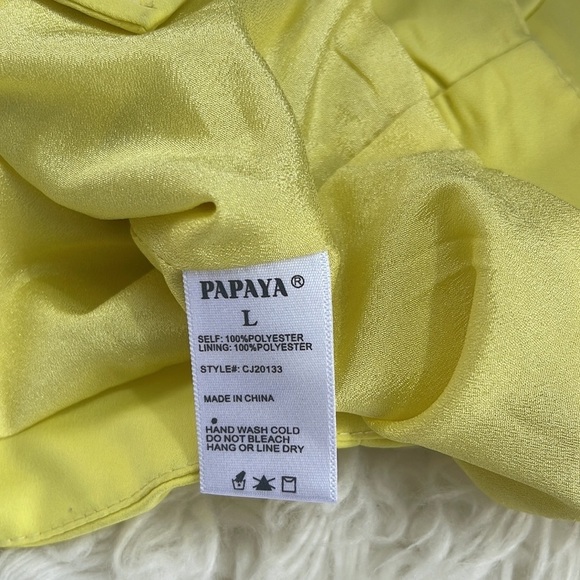 PAPAYA®
L
SELF: 100%POLYESTER
LINING: 100%POLYESTER
STYLE#: CJ20133
MADE IN CHINA
HAND WASH COLD
DO NOT BLEACH
HANG OR LINE DRY